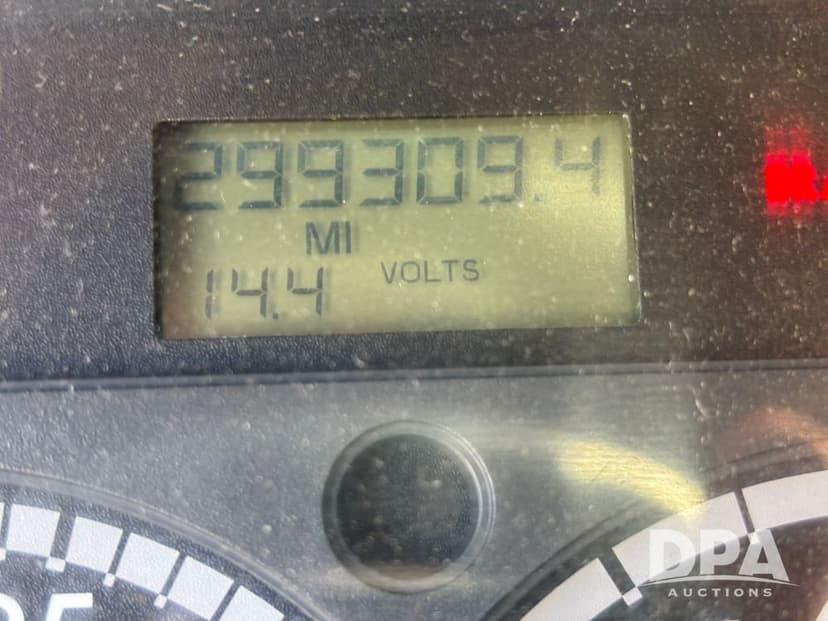 299309.4
MI
14.4 VOLTS
DPA
AUCTIONS